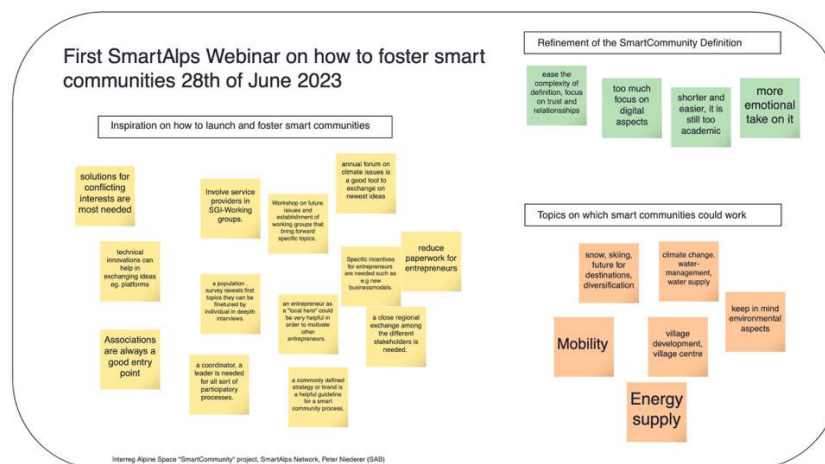 First SmartAlps Webinar on how to foster smart
communities 28th of June 2023
Inspiration on how to launch and foster smart communities
solutions for
conflicting
interests are
most needed
Involve service
providers in
SGI-Working
groups.
Workshop on future
issues and
establishment of
working groups that
bring forward
specific topics.
annual forum on
climate issues is
a good tool to
exchange on
newest ideas
technical
innovations can
help in
exchanging ideas
eg. platforms
Specific incentives
for entrepreneurs
are needed such as
e.g new
businessmodels.
reduce
paperwork for
entrepreneurs
a population
survey reveals first
topics they can be
finetuned by
individual in deepth
interviews.
an entrepreneur as
a "local hero" could
be very helpful in
order to motivate
other
entrepreneurs.
a close regional
exchange among
the different
stakeholders is
needed.
Associations
are always a
good entry
point
a coordinator, a
leader is needed
for all sort of
participatory
processes.
a commonly defined
strategy or brand is
a helpful guideline
for a smart
community process.
Refinement of the SmartCommunity Definition
ease the
complexity of
definition, focus
on trust and
relationsships
too much
focus on
digital
aspects
shorter and
easier, it is
still too
academic
more
emotional
take on it
Topics on which smart communities could work
snow, skiing,
future for
destinations,
diversification
climate change,
water-
management,
water supply
keep in mind
environmental
aspects
Mobility
village
development,
village centre
Energy
supply
Interreg Alpine Space "SmartCommunity" project, SmartAlps Network, Peter Niederer (SAB)